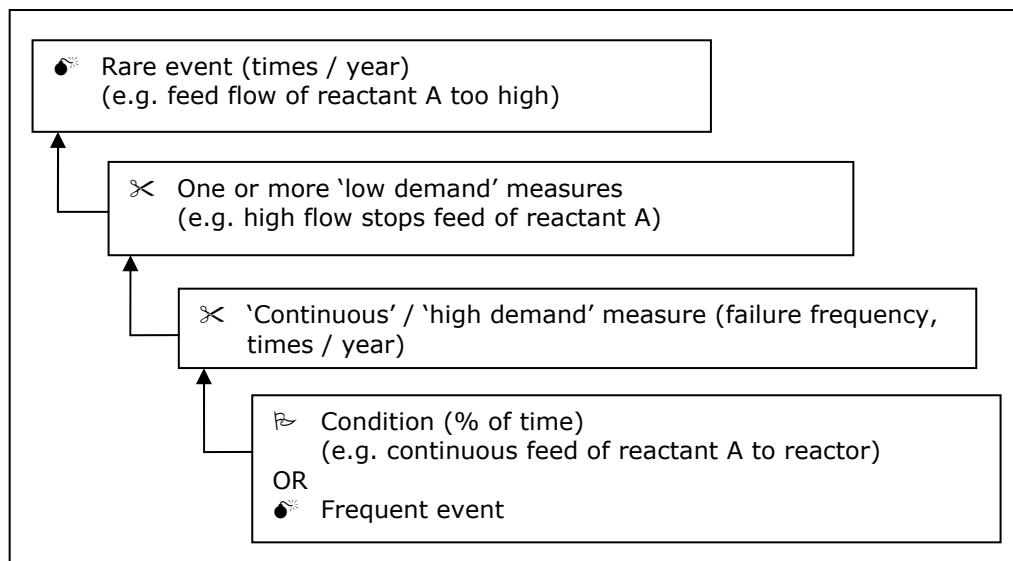 💣 Rare event (times / year)
(e.g. feed flow of reactant A too high)
✂ One or more ‘low demand’ measures
(e.g. high flow stops feed of reactant A)
✂ ‘Continuous’ / ‘high demand’ measure (failure frequency,
times / year)
Condition (% of time)
(e.g. continuous feed of reactant A to reactor)
OR
💣 Frequent event